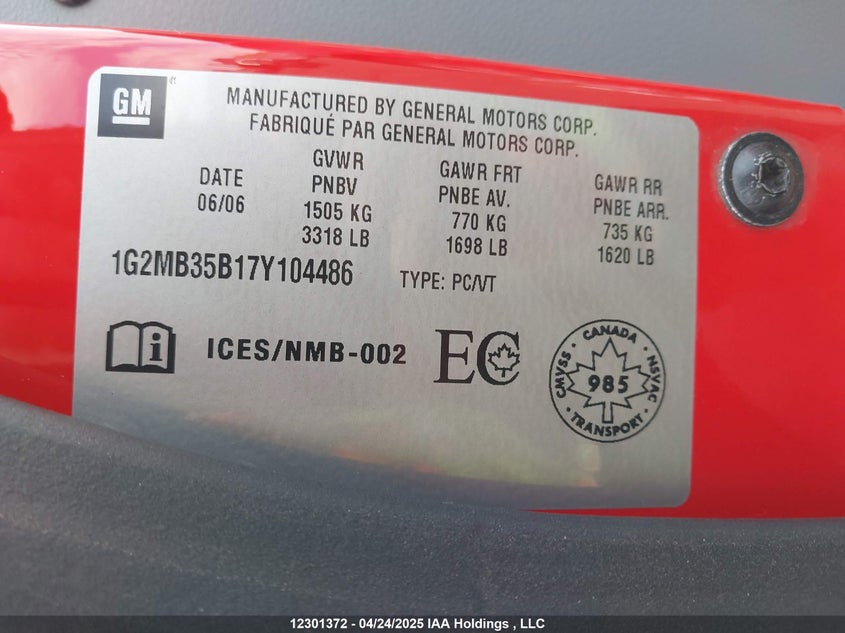 GM
MANUFACTURED BY GENERAL MOTORS CORP.
FABRIQUÉ PAR GENERAL MOTORS CORP.
DATE
06/06
GVWR
PNBV
1505 KG
3318 LB
GAWR FRT
PNBE AV.
770 KG
1698 LB
GAWR RR
PNBE ARR.
735 KG
1620 LB
1G2MB35B17Y104486
TYPE: PC/VT
i ICES/NMB-002 EC
CANADA
CMVSS 985 NSVAC
TRANSPORT
12301372 - 04/24/2025 IAA Holdings , LLC